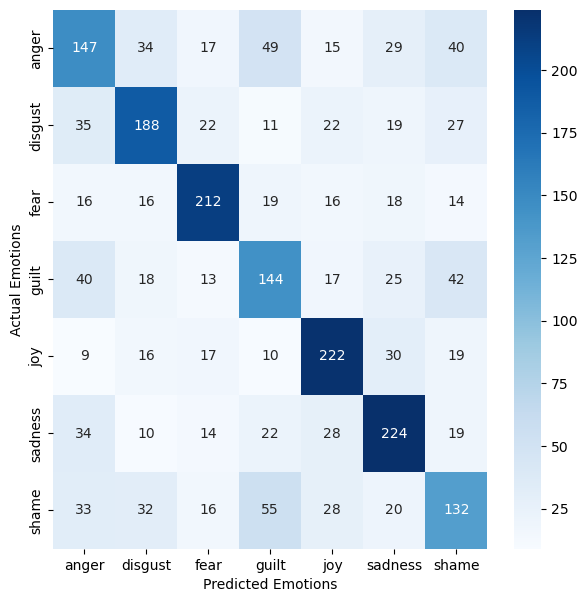 anger 147 34 17 49 15 29 40
disgust 35 188 22 11 22 19 27
fear 16 16 212 19 16 18 14
guilt 40 18 13 144 17 25 42
joy 9 16 17 10 222 30 19
sadness 34 10 14 22 28 224 19
shame 33 32 16 55 28 20 132
anger disgust fear guilt joy sadness shame
Predicted Emotions
Actual Emotions
200
175
150
125
100
75
50
25